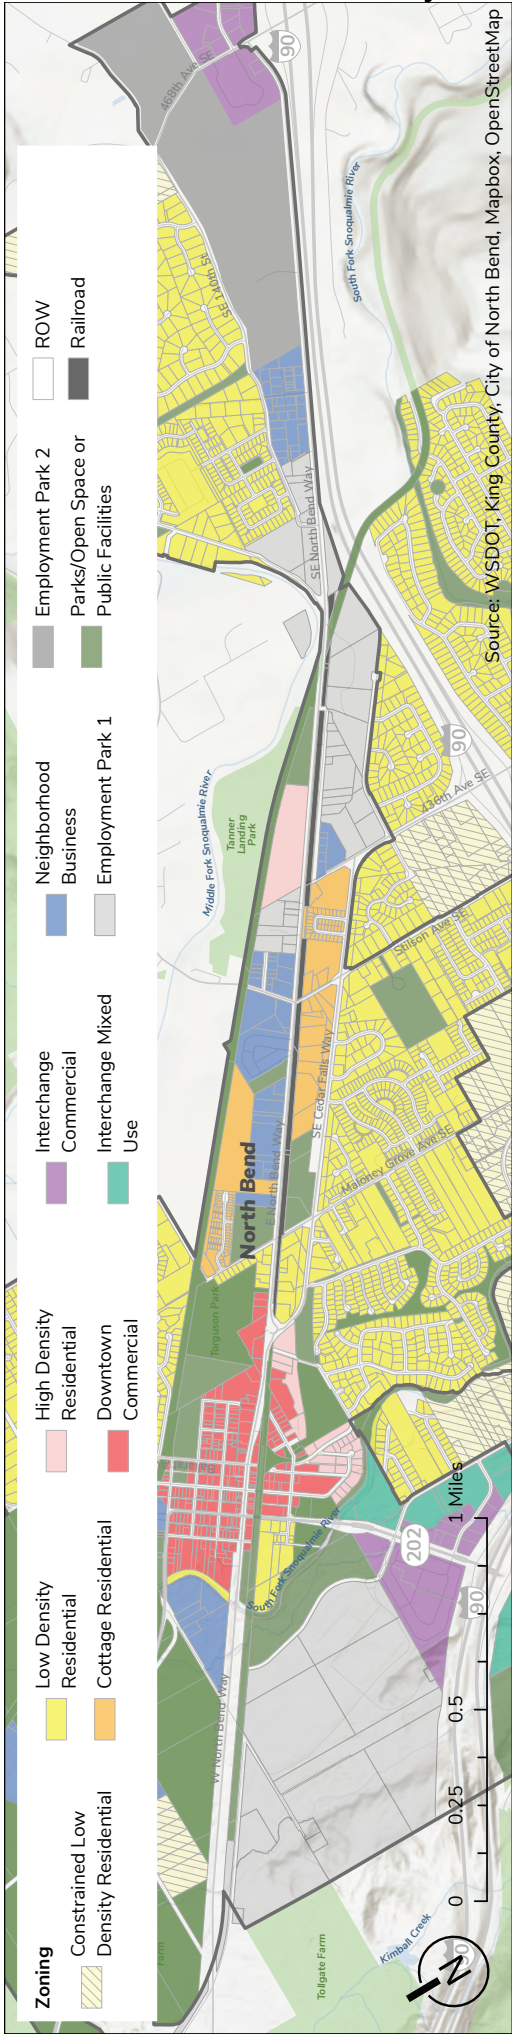 Zoning
Constrained Low
Density Residential
Low Density
Residential
Cottage Residential
High Density
Residential
Downtown
Commercial
Interchange
Commercial
Interchange Mixed
Use
Neighborhood
Business
Employment Park 1
Employment Park 2
Parks/Open Space or
Public Facilities
ROW
Railroad
Farm
W North Bend Way
South Fork Snoqualmie River
Torguson Park
North Bend
E North Bend Way
Middle Fork Snoqualmie River
Tanner
Landing
Park
SE North Bend Way
SE 140th St
468th Ave SE
90
South Fork Snoqualmie River
SE Cedar Falls Way
Maloney Grove Ave SE
Stilson Ave SE
436th Ave SE
90
202
90
Tollgate Farm
Kimball Creek
90
N
0
0.25
0.5
1 Miles
Source: WSDOT, King County, City of North Bend, Mapbox, OpenStreetMap